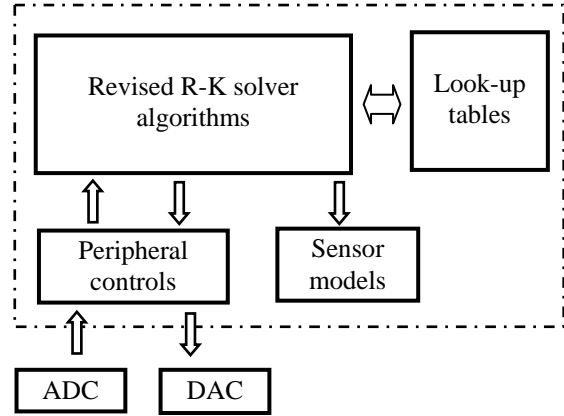 Revised R-K solver
algorithms
Look-up
tables
Peripheral
controls
Sensor
models
ADC
DAC